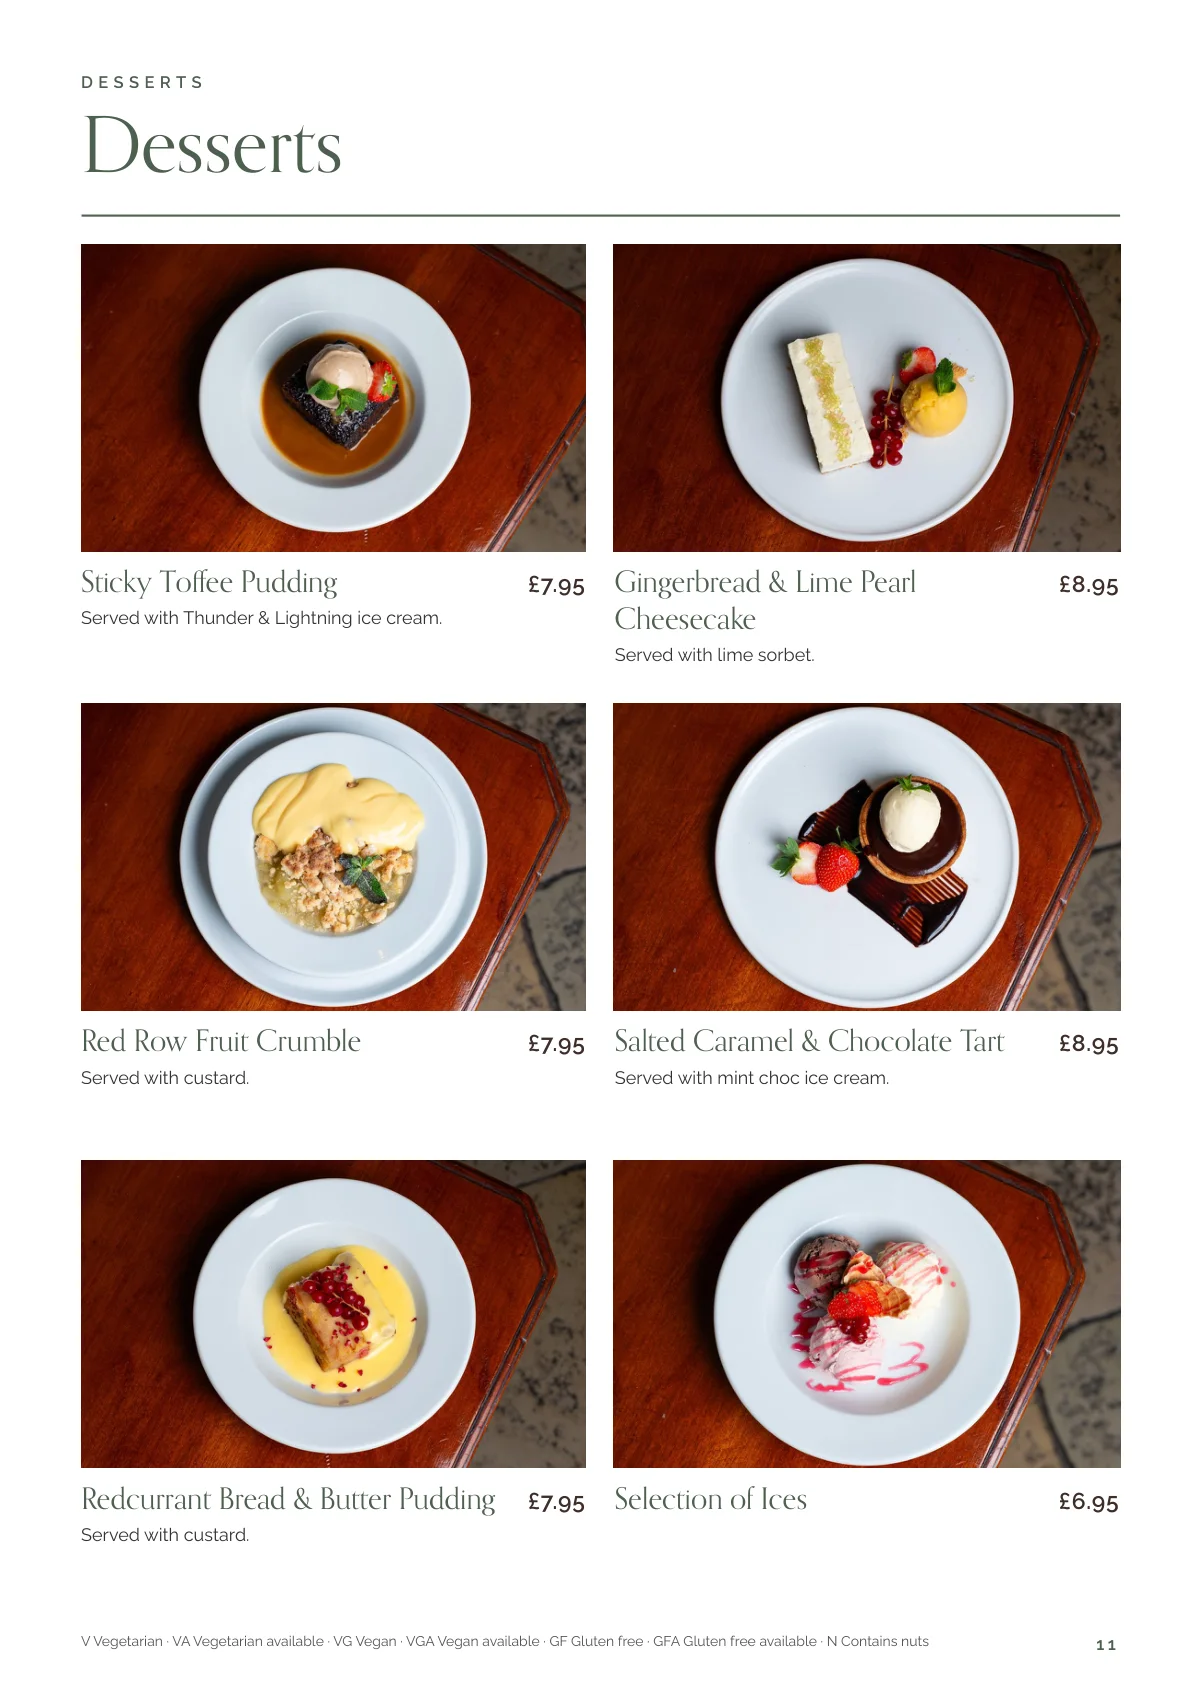 DESSERTS
Desserts
Sticky Toffee Pudding £7.95
Served with Thunder & Lightning ice cream.
Gingerbread & Lime Pearl £8.95
Cheesecake
Served with lime sorbet.
Red Row Fruit Crumble £7.95
Served with custard.
Salted Caramel & Chocolate Tart £8.95
Served with mint choc ice cream.
Redcurrant Bread & Butter Pudding £7.95
Served with custard.
Selection of Ices £6.95
V Vegetarian · VA Vegetarian available · VG Vegan · VGA Vegan available · GF Gluten free · GFA Gluten free available · N Contains nuts
11